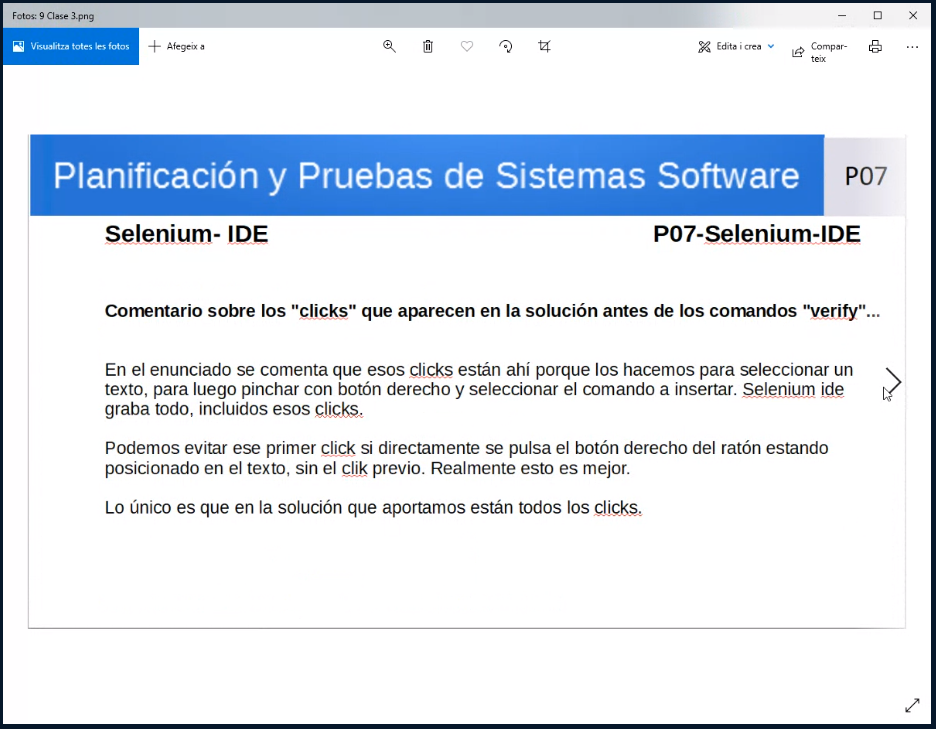 Fotos: 9 Clase 3.png
Visualitza totes les fotos
Afegeix a
Edita i crea
Compar-
teix
Planificación y Pruebas de Sistemas Software
P07
Selenium- IDE
P07-Selenium-IDE
Comentario sobre los "clicks" que aparecen en la solución antes de los comandos "verify"...
En el enunciado se comenta que esos clicks están ahí porque los hacemos para seleccionar un
texto, para luego pinchar con botón derecho y seleccionar el comando a insertar. Selenium ide
graba todo, incluidos esos clicks.
Podemos evitar ese primer click si directamente se pulsa el botón derecho del ratón estando
posicionado en el texto, sin el clik previo. Realmente esto es mejor.
Lo único es que en la solución que aportamos están todos los clicks.